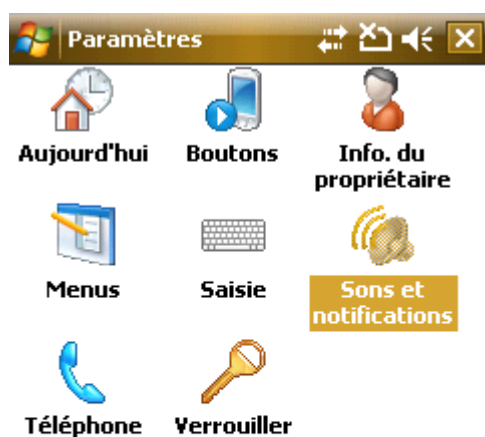 Paramètres
Aujourd'hui
Boutons
Info. du
propriétaire
Menus
Saisie
Sons et
notifications
Téléphone
Verrouiller